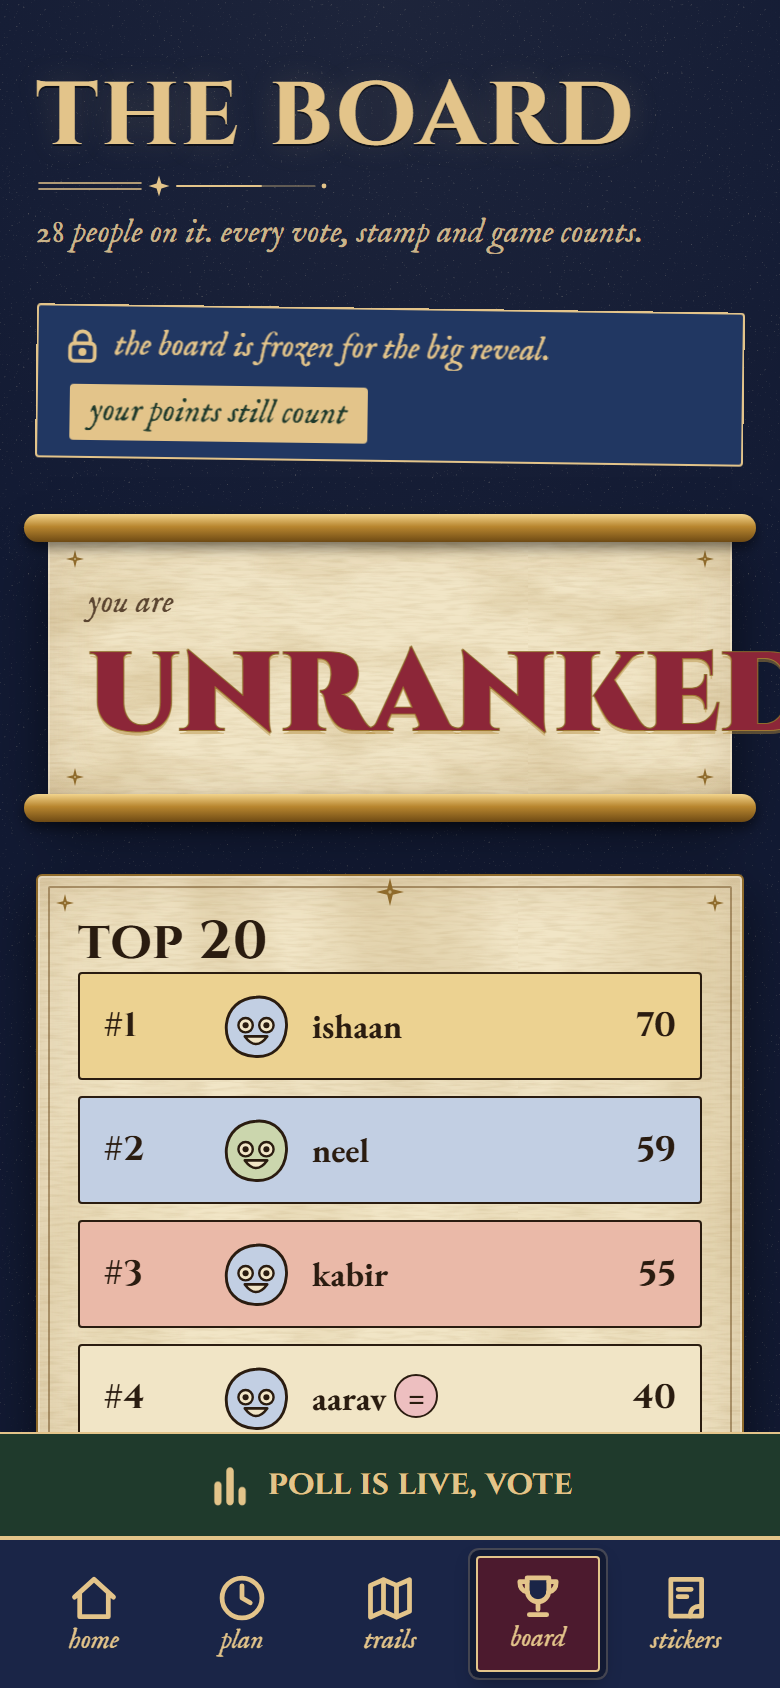 THE BOARD
28 people on it. every vote, stamp and game counts.
the board is frozen for the big reveal.
your points still count
you are
UNRANKED
TOP 20
#1 ishaan 70
#2 neel 59
#3 kabir 55
#4 aarav = 40
POLL IS LIVE, VOTE
home plan trails board stickers